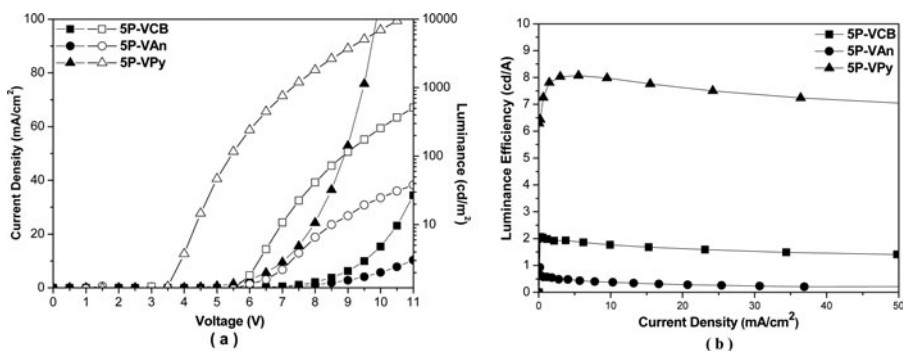 100
80
60
40
20
0
Current Density (mA/cm²)
5P-VCB
5P-VAn
5P-VPy
10000
1000
100
10
Luminance (cd/m²)
0 1 2 3 4 5 6 7 8 9 10 11
Voltage (V)
( a )
10
9
8
7
6
5
4
3
2
1
0
Luminance Efficiency (cd/A)
5P-VCB
5P-VAn
5P-VPy
0 10 20 30 40 50
Current Density (mA/cm²)
( b )